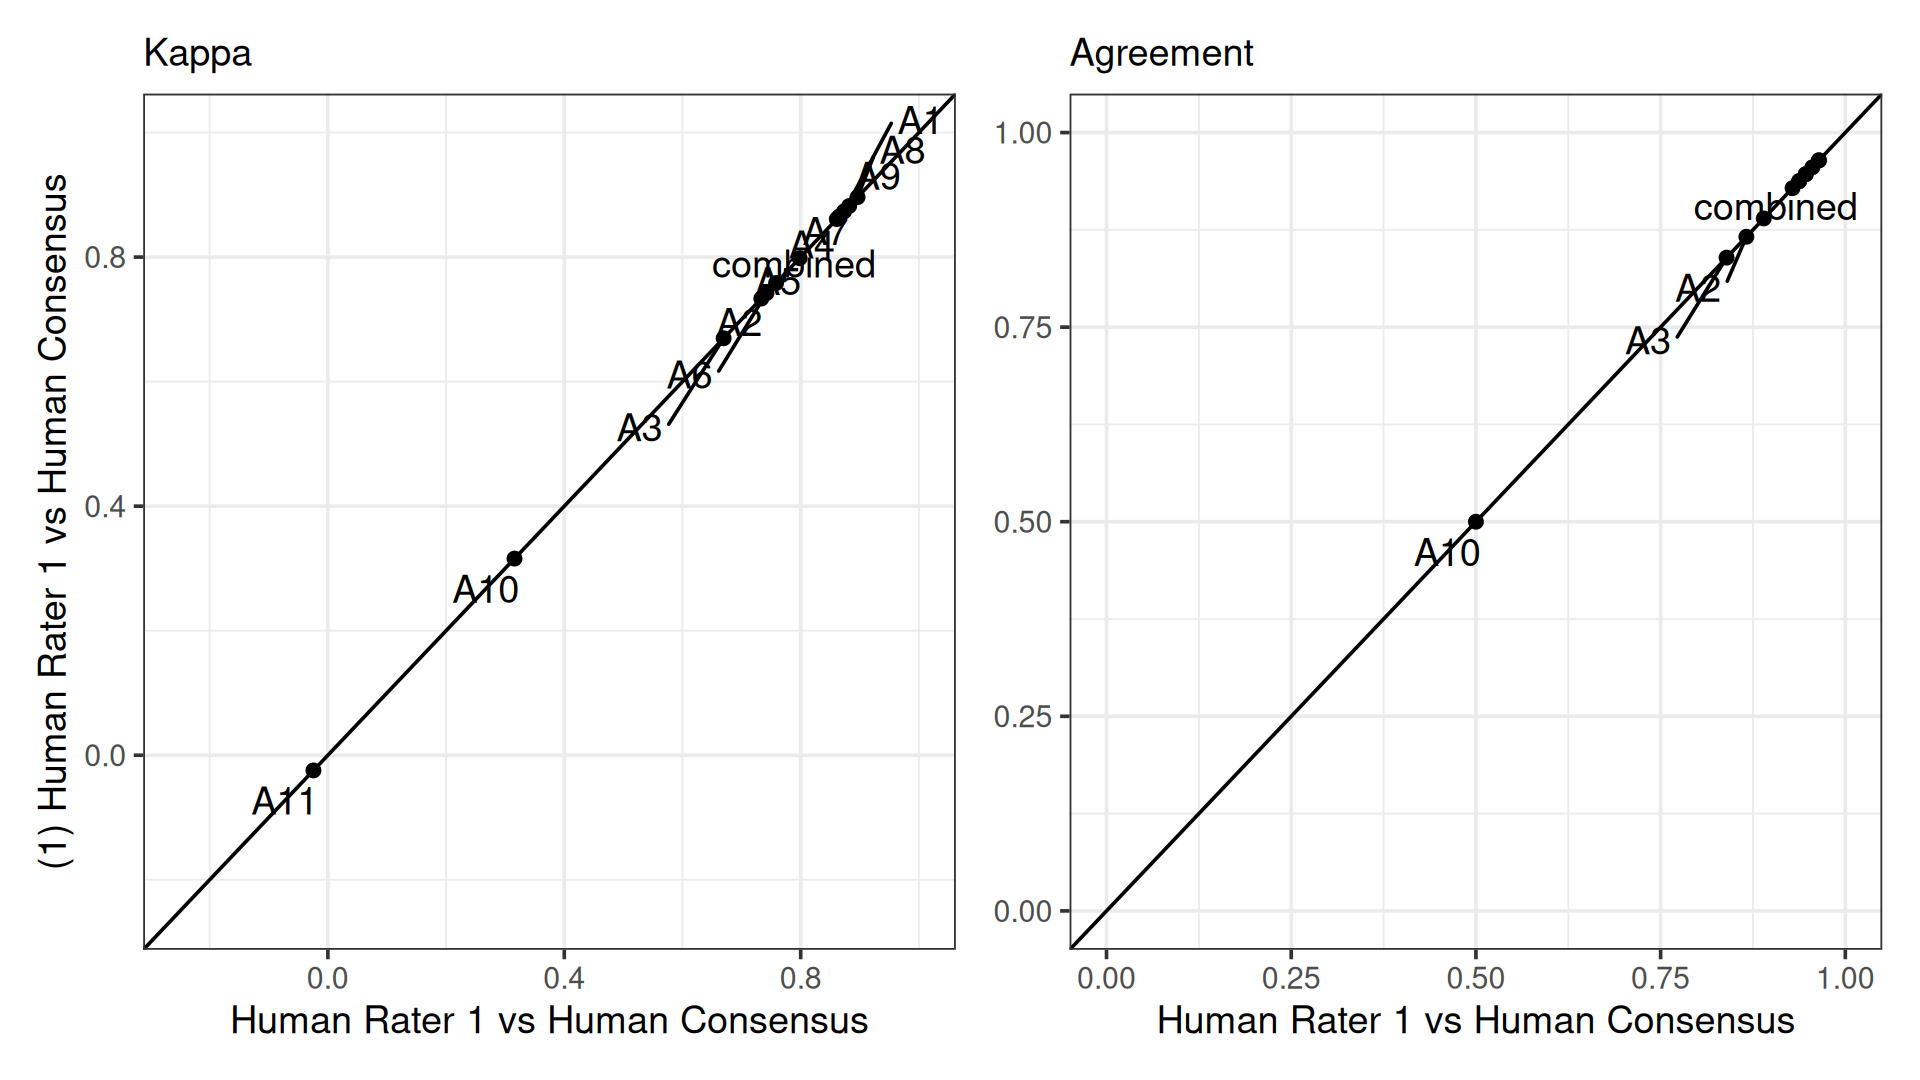 Kappa
Agreement
(1) Human Rater 1 vs Human Consensus
0.8
0.4
0.0
A1
A8
A9
A7
A4
combined
A5
A2
A6
A3
A10
A11
0.0 0.4 0.8
Human Rater 1 vs Human Consensus
1.00
0.75
0.50
0.25
0.00
combined
A2
A3
A10
0.00 0.25 0.50 0.75 1.00
Human Rater 1 vs Human Consensus